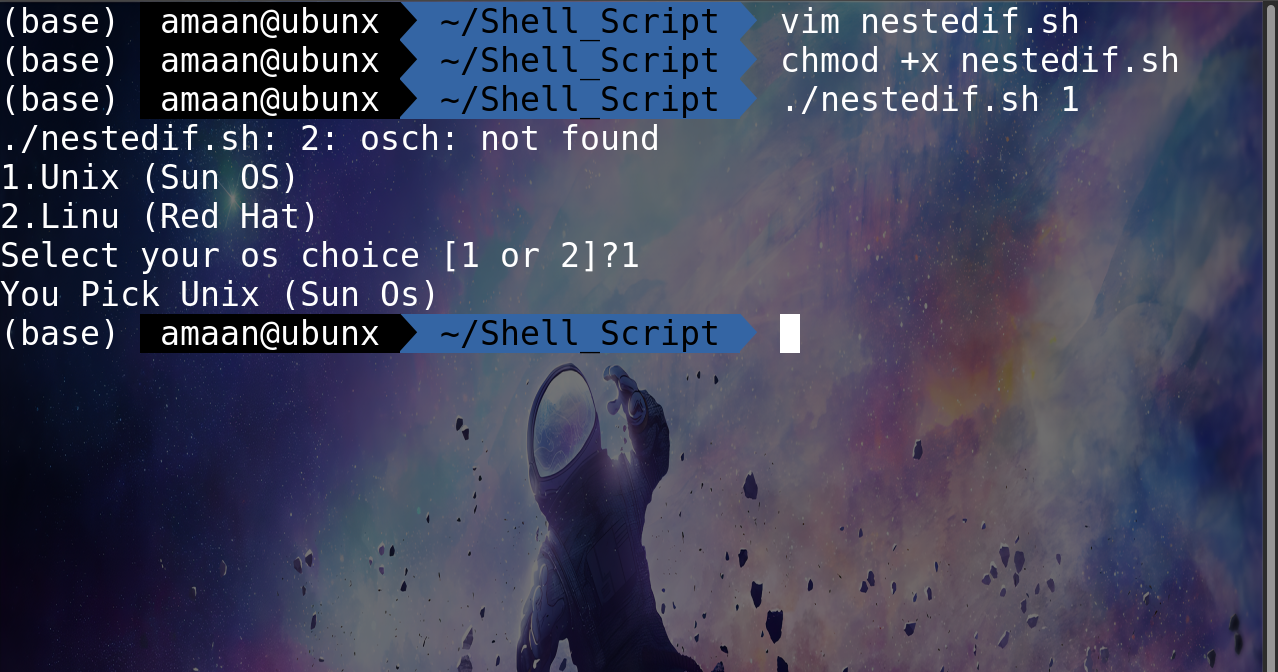 (base) amaan@ubunx ~/Shell_Script vim nestedif.sh
(base) amaan@ubunx ~/Shell_Script chmod +x nestedif.sh
(base) amaan@ubunx ~/Shell_Script ./nestedif.sh 1
./nestedif.sh: 2: osch: not found
1.Unix (Sun OS)
2.Linu (Red Hat)
Select your os choice [1 or 2]?1
You Pick Unix (Sun Os)
(base) amaan@ubunx ~/Shell_Script